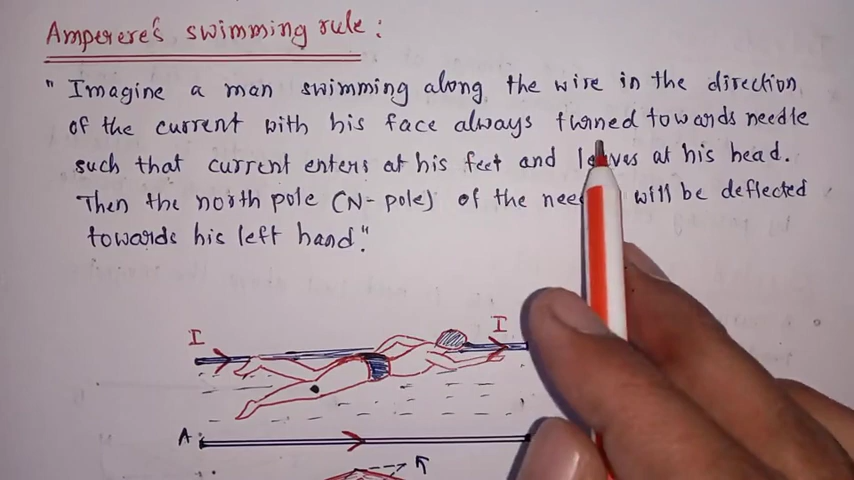 Amperere's swimming rule:
" Imagine a man swimming along the wire in the direction
of the current with his face always turned towards needle
such that current enters at his feet and leaves at his head.
Then the north pole (N-pole) of the will be deflected
towards his left hand"
I
I
A